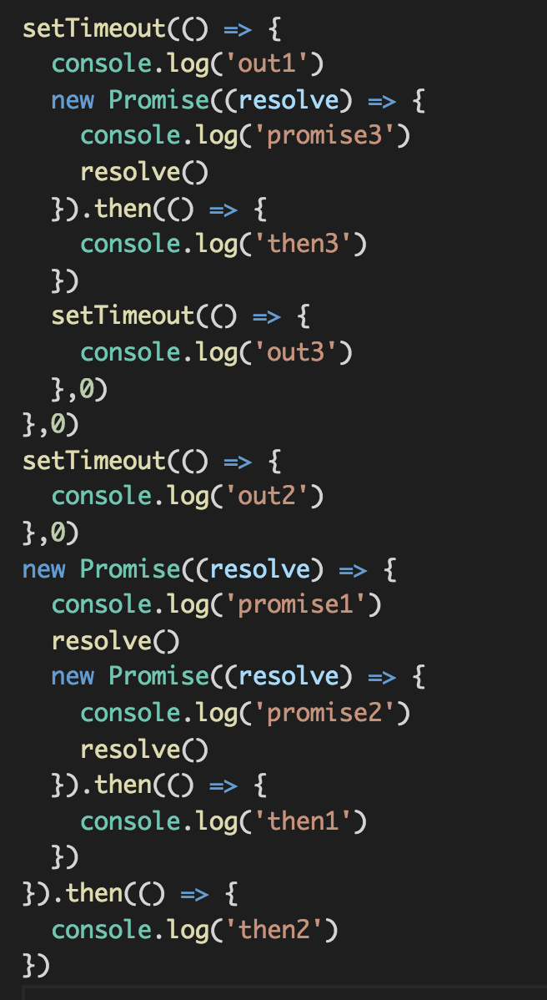 setTimeout(() => {
  console.log('out1')
  new Promise((resolve) => {
    console.log('promise3')
    resolve()
  }).then(() => {
    console.log('then3')
  })
  setTimeout(() => {
    console.log('out3')
  },0)
},0)
setTimeout(() => {
  console.log('out2')
},0)
new Promise((resolve) => {
  console.log('promise1')
  resolve()
  new Promise((resolve) => {
    console.log('promise2')
    resolve()
  }).then(() => {
    console.log('then1')
  })
}).then(() => {
  console.log('then2')
})